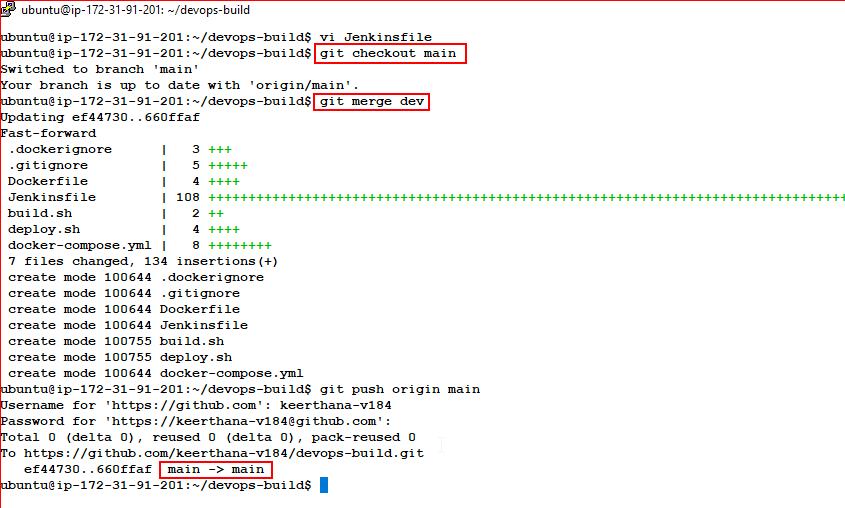 ubuntu@ip-172-31-91-201: ~/devops-build
ubuntu@ip-172-31-91-201:~/devops-build$ vi Jenkinsfile
ubuntu@ip-172-31-91-201:~/devops-build$ git checkout main
Switched to branch 'main'
Your branch is up to date with 'origin/main'.
ubuntu@ip-172-31-91-201:~/devops-build$ git merge dev
Updating ef44730..660ffaf
Fast-forward
 .dockerignore      |   3 +++
 .gitignore         |   5 +++++
 Dockerfile         |   4 ++++
 Jenkinsfile        | 108 ++++++++++++++++++++++++++++++++++++++++++++++++++++++++++++++++++++++++++++++++
 build.sh           |   2 ++
 deploy.sh          |   4 ++++
 docker-compose.yml |   8 ++++++++
 7 files changed, 134 insertions(+)
 create mode 100644 .dockerignore
 create mode 100644 .gitignore
 create mode 100644 Dockerfile
 create mode 100644 Jenkinsfile
 create mode 100755 build.sh
 create mode 100755 deploy.sh
 create mode 100644 docker-compose.yml
ubuntu@ip-172-31-91-201:~/devops-build$ git push origin main
Username for 'https://github.com': keerthana-v184
Password for 'https://keerthana-v184@github.com':
Total 0 (delta 0), reused 0 (delta 0), pack-reused 0
To https://github.com/keerthana-v184/devops-build.git
   ef44730..660ffaf  main -> main
ubuntu@ip-172-31-91-201:~/devops-build$